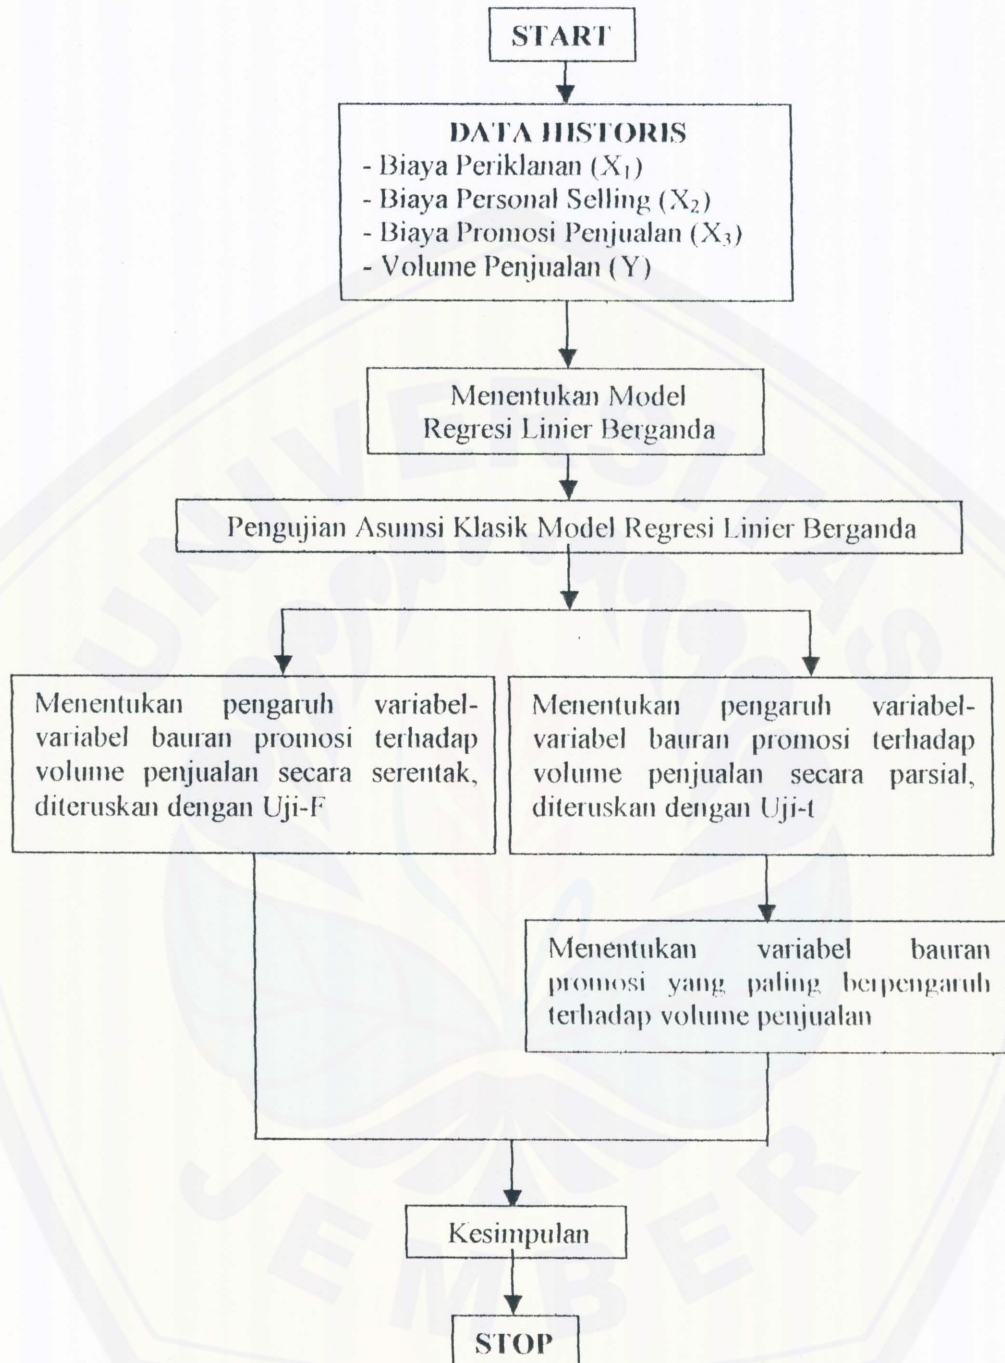 START
DATA HISTORIS
- Biaya Periklanan (X₁)
- Biaya Personal Selling (X₂)
- Biaya Promosi Penjualan (X₃)
- Volume Penjualan (Y)
Menentukan Model
Regresi Linier Berganda
Pengujian Asumsi Klasik Model Regresi Linier Berganda
Menentukan pengaruh variabel-
variabel bauran promosi terhadap
volume penjualan secara serentak,
diteruskan dengan Uji-F
Menentukan pengaruh variabel-
variabel bauran promosi terhadap
volume penjualan secara parsial,
diteruskan dengan Uji-t
Menentukan variabel bauran
promosi yang paling berpengaruh
terhadap volume penjualan
Kesimpulan
STOP
UNIVERSITAS
JEMBER